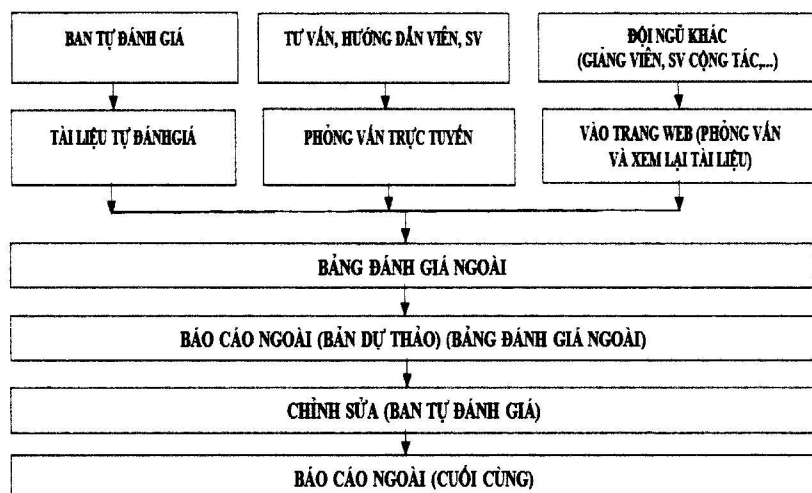 BAN TỰ ĐÁNH GIÁ
TƯ VẤN, HƯỚNG DẪN VIÊN, SV
ĐỘI NGŨ KHÁC
(GIẢNG VIÊN, SV CỘNG TÁC,...)
TÀI LIỆU TỰ ĐÁNHGIÁ
PHỎNG VẤN TRỰC TUYẾN
VÀO TRANG WEB (PHỎNG VẤN
VÀ XEM LẠI TÀI LIỆU)
BẢNG ĐÁNH GIÁ NGOÀI
BÁO CÁO NGOÀI (BẢN DỰ THẢO) (BẢNG ĐÁNH GIÁ NGOÀI)
CHỈNH SỬA (BAN TỰ ĐÁNH GIÁ)
BÁO CÁO NGOÀI (CUỐI CÙNG)